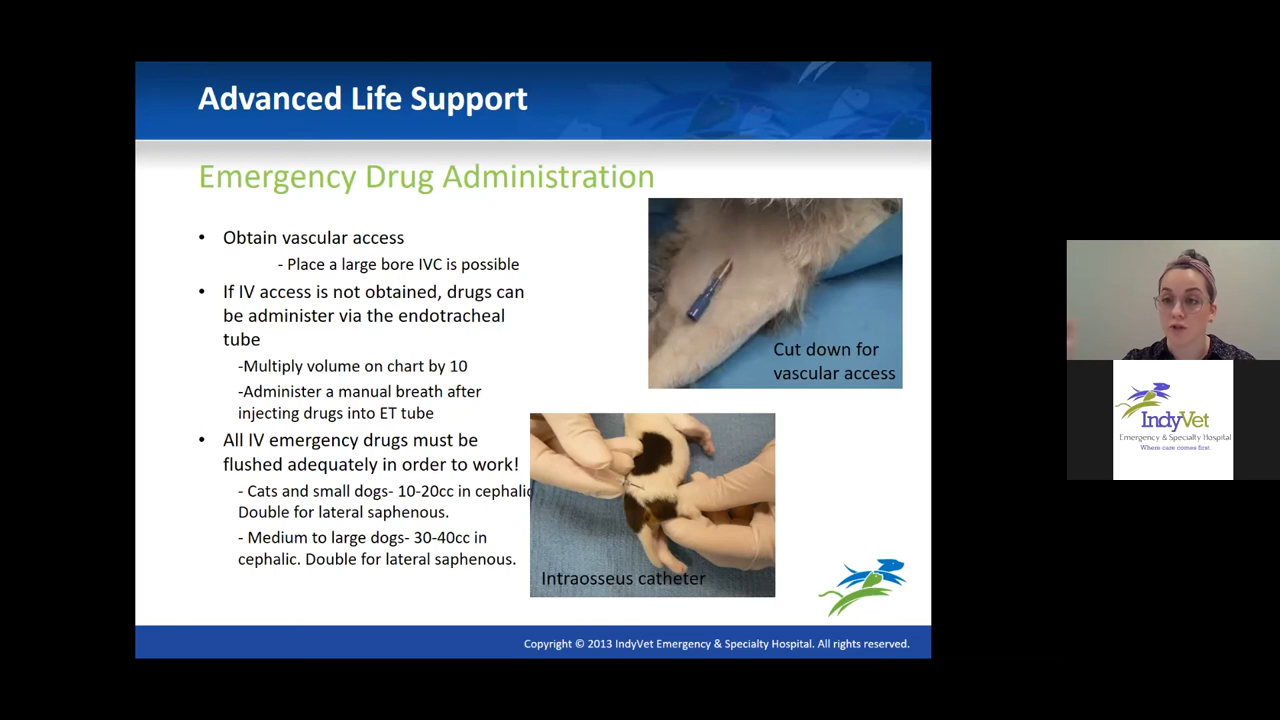 Advanced Life Support
Emergency Drug Administration
• Obtain vascular access
- Place a large bore IVC is possible
• If IV access is not obtained, drugs can
be administer via the endotracheal
tube
-Multiply volume on chart by 10
-Administer a manual breath after
injecting drugs into ET tube
• All IV emergency drugs must be
flushed adequately in order to work!
- Cats and small dogs- 10-20cc in cephalic
Double for lateral saphenous.
- Medium to large dogs- 30-40cc in
cephalic. Double for lateral saphenous.
Cut down for
vascular access
Intraosseus catheter
Copyright © 2013 IndyVet Emergency & Specialty Hospital. All rights reserved.
IndyVet
Emergency & Specialty Hospital
Where care comes first